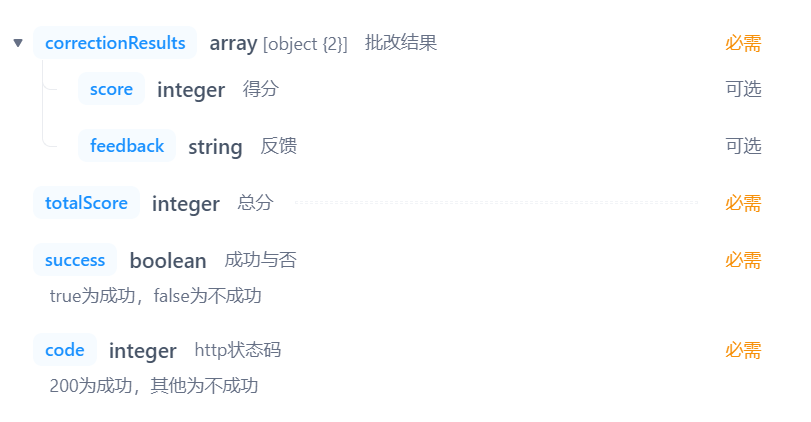 correctionResults array [object {2}] 批改结果 必需
score integer 得分 可选
feedback string 反馈 可选
totalScore integer 总分 必需
success boolean 成功与否 必需
true为成功，false为不成功
code integer http状态码 必需
200为成功，其他为不成功